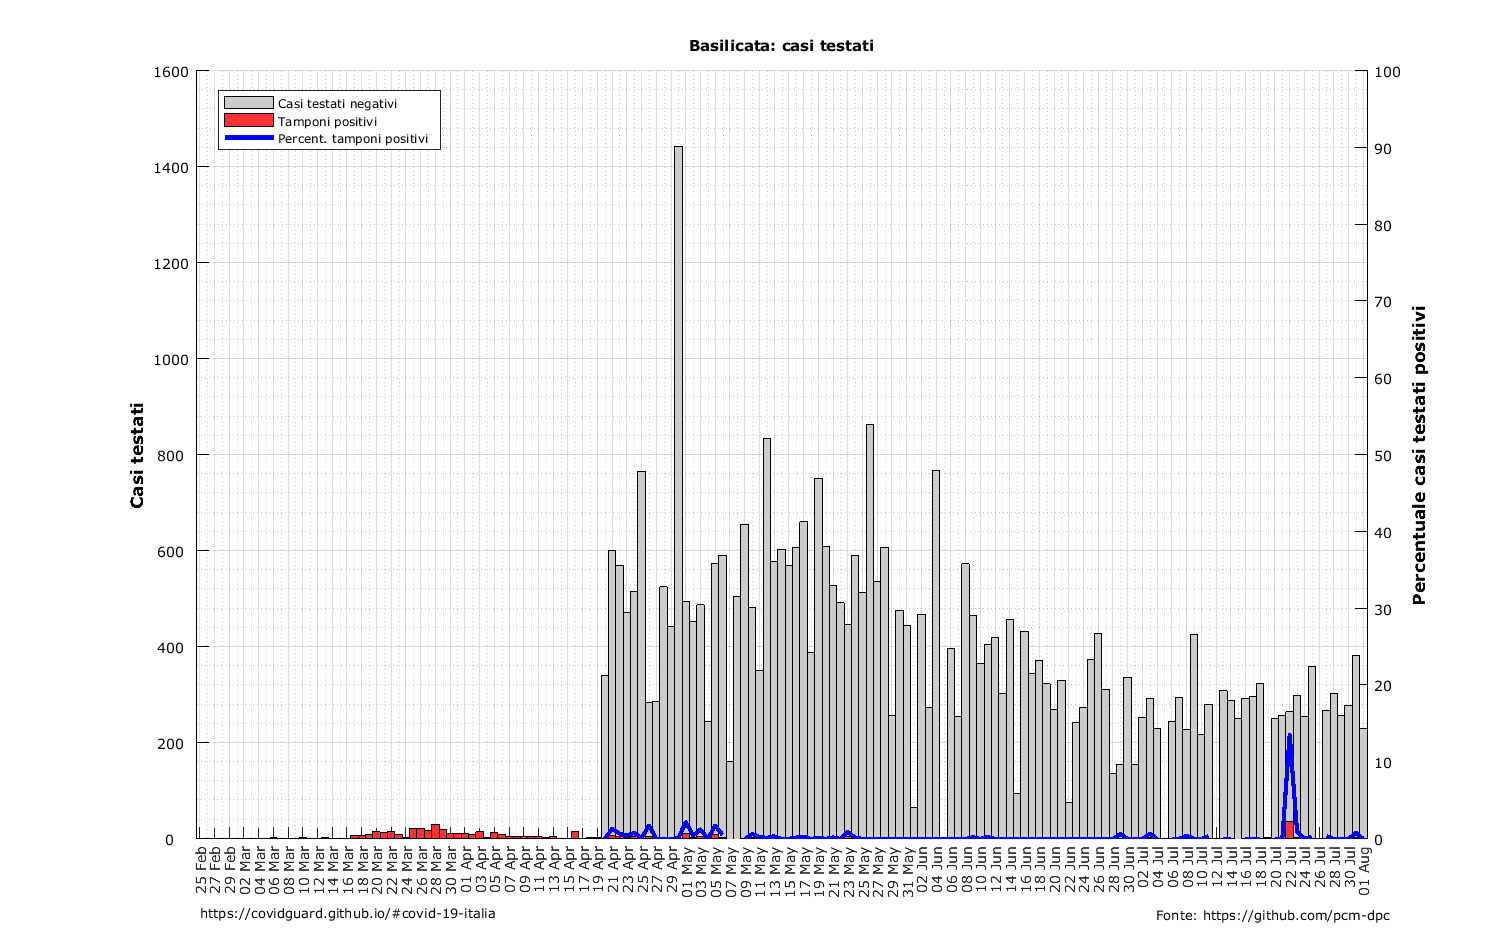 Basilicata: casi testati
Casi testati negativi
Tamponi positivi
Percent. tamponi positivi
Casi testati
1600
1400
1200
1000
800
600
400
200
0
Percentuale casi testati positivi
100
90
80
70
60
50
40
30
20
10
0
25 Feb
27 Feb
29 Feb
02 Mar
04 Mar
06 Mar
08 Mar
10 Mar
12 Mar
14 Mar
16 Mar
18 Mar
20 Mar
22 Mar
24 Mar
26 Mar
28 Mar
30 Mar
01 Apr
03 Apr
05 Apr
07 Apr
09 Apr
11 Apr
13 Apr
15 Apr
17 Apr
19 Apr
21 Apr
23 Apr
25 Apr
27 Apr
29 Apr
01 May
03 May
05 May
07 May
09 May
11 May
13 May
15 May
17 May
19 May
21 May
23 May
25 May
27 May
29 May
31 May
02 Jun
04 Jun
06 Jun
08 Jun
10 Jun
12 Jun
14 Jun
16 Jun
18 Jun
20 Jun
22 Jun
24 Jun
26 Jun
28 Jun
30 Jun
02 Jul
04 Jul
06 Jul
08 Jul
10 Jul
12 Jul
14 Jul
16 Jul
18 Jul
20 Jul
22 Jul
24 Jul
26 Jul
28 Jul
30 Jul
01 Aug
https://covidguard.github.io/#covid-19-italia
Fonte: https://github.com/pcm-dpc